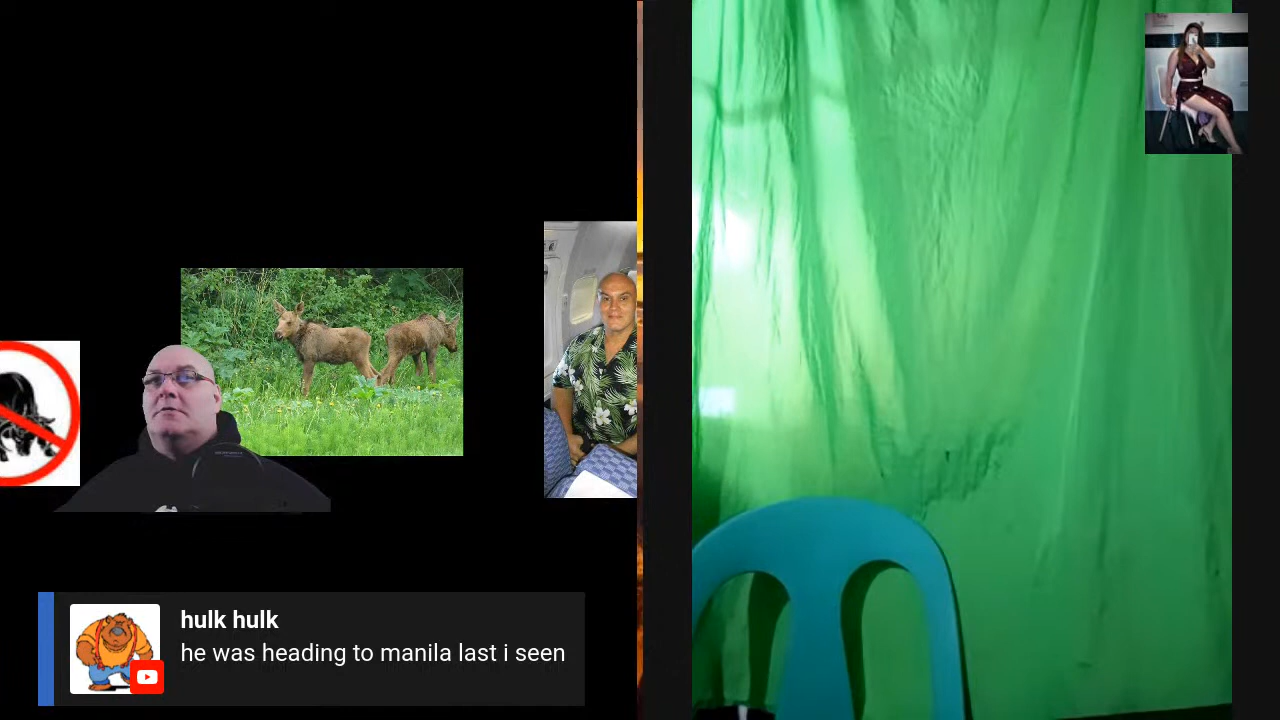 hulk hulk
he was heading to manila last i seen